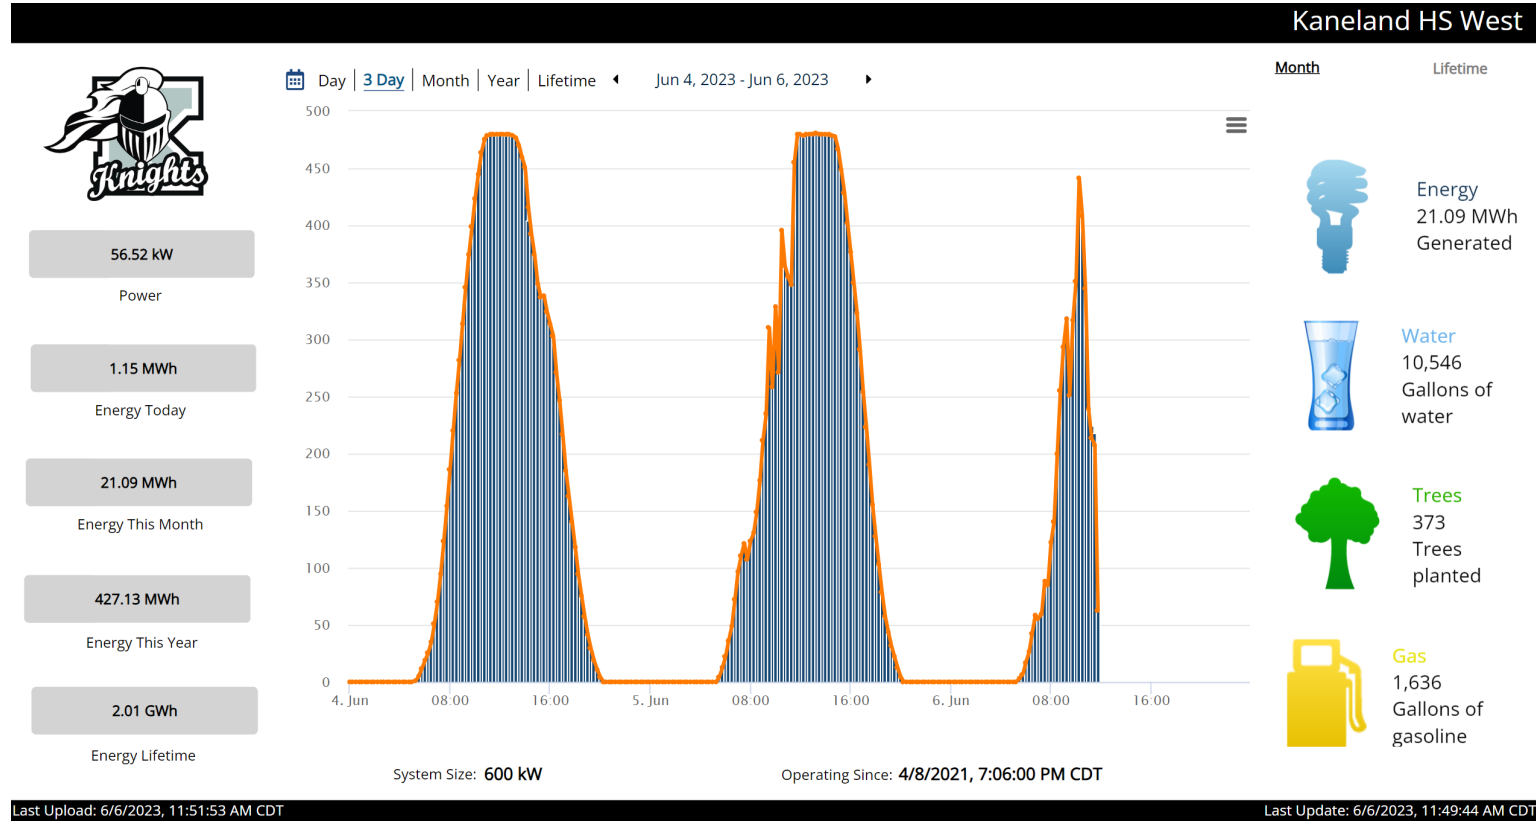 Kaneland HS West
Knights
56.52 kW
Power
1.15 MWh
Energy Today
21.09 MWh
Energy This Month
427.13 MWh
Energy This Year
2.01 GWh
Energy Lifetime
Day | 3 Day | Month | Year | Lifetime Jun 4, 2023 - Jun 6, 2023
500
450
400
350
300
250
200
150
100
50
0
4. Jun 08:00 16:00 5. Jun 08:00 16:00 6. Jun 08:00 16:00
System Size: 600 kW
Operating Since: 4/8/2021, 7:06:00 PM CDT
Month Lifetime
Energy
21.09 MWh
Generated
Water
10,546
Gallons of
water
Trees
373
Trees
planted
Gas
1,636
Gallons of
gasoline
Last Upload: 6/6/2023, 11:51:53 AM CDT
Last Update: 6/6/2023, 11:49:44 AM CDT